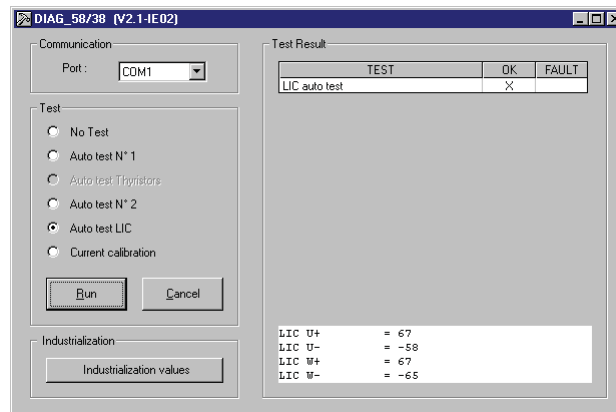 DIAG_58/38 (V2.1-IE02)
Communication
Port :
COM1
Test
No Test
Auto test N° 1
Auto test Thyristors
Auto test N° 2
Auto test LIC
Current calibration
Run
Cancel
Industrialization
Industrialization values
Test Result
TEST OK FAULT
LIC auto test X
LIC U+ = 67
LIC U- = -58
LIC W+ = 67
LIC W- = -65